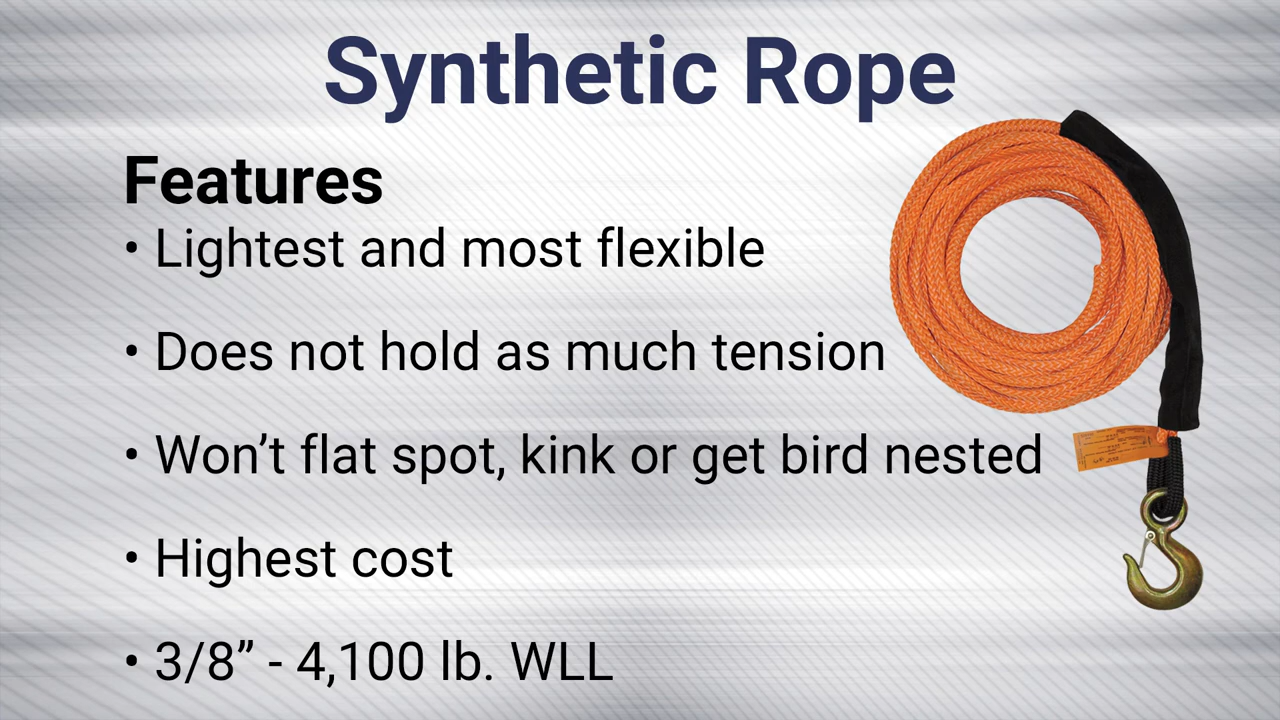 Synthetic Rope
Features
• Lightest and most flexible
• Does not hold as much tension
• Won’t flat spot, kink or get bird nested
• Highest cost
• 3/8” - 4,100 lb. WLL